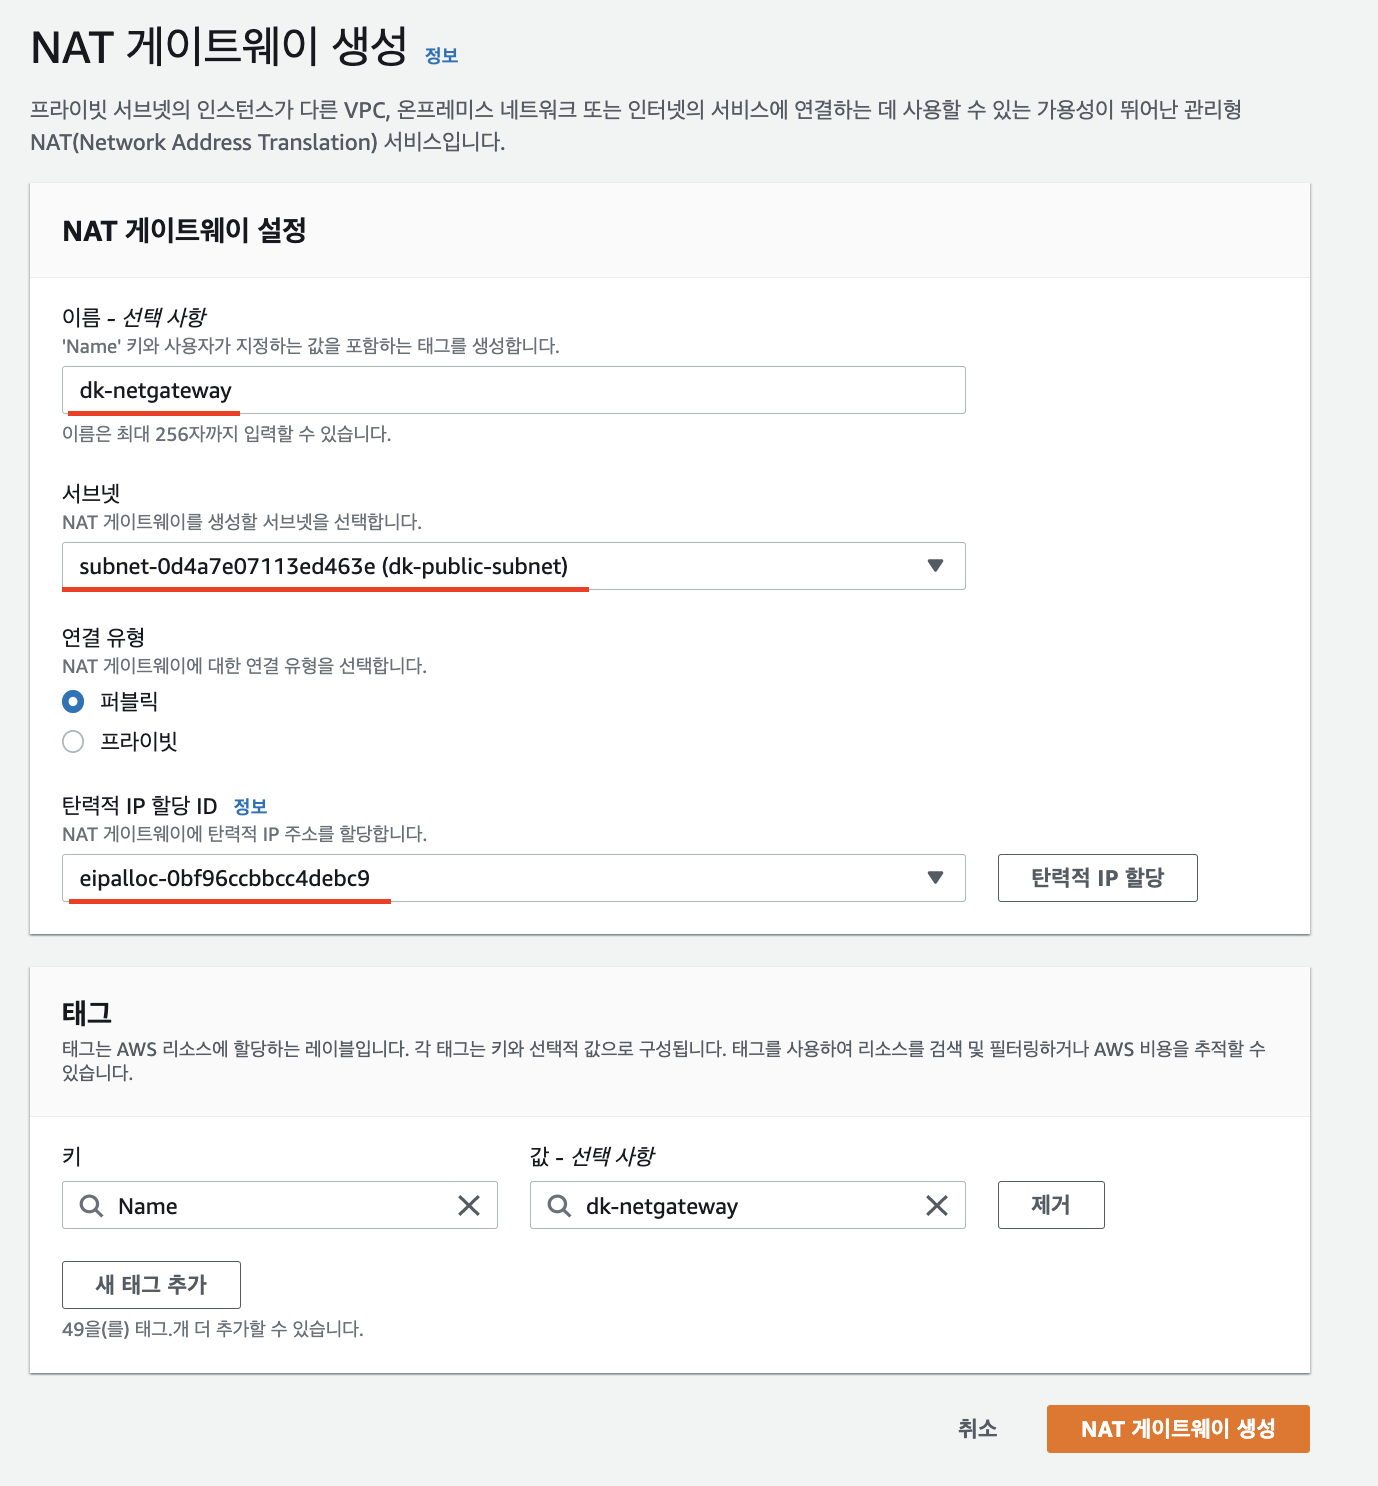 NAT 게이트웨이 생성 정보
프라이빗 서브넷의 인스턴스가 다른 VPC, 온프레미스 네트워크 또는 인터넷의 서비스에 연결하는 데 사용할 수 있는 가용성이 뛰어난 관리형
NAT(Network Address Translation) 서비스입니다.
NAT 게이트웨이 설정
이름 - 선택 사항
'Name' 키와 사용자가 지정하는 값을 포함하는 태그를 생성합니다.
dk-netgateway
이름은 최대 256자까지 입력할 수 있습니다.
서브넷
NAT 게이트웨이를 생성할 서브넷을 선택합니다.
subnet-0d4a7e07113ed463e (dk-public-subnet)
연결 유형
NAT 게이트웨이에 대한 연결 유형을 선택합니다.
퍼블릭
프라이빗
탄력적 IP 할당 ID 정보
NAT 게이트웨이에 탄력적 IP 주소를 할당합니다.
eipalloc-0bf96ccbbcc4debc9 탄력적 IP 할당
태그
태그는 AWS 리소스에 할당하는 레이블입니다. 각 태그는 키와 선택적 값으로 구성됩니다. 태그를 사용하여 리소스를 검색 및 필터링하거나 AWS 비용을 추적할 수
있습니다.
키 값 - 선택 사항
Name dk-netgateway 제거
새 태그 추가
49을(를) 태그.개 더 추가할 수 있습니다.
취소 NAT 게이트웨이 생성